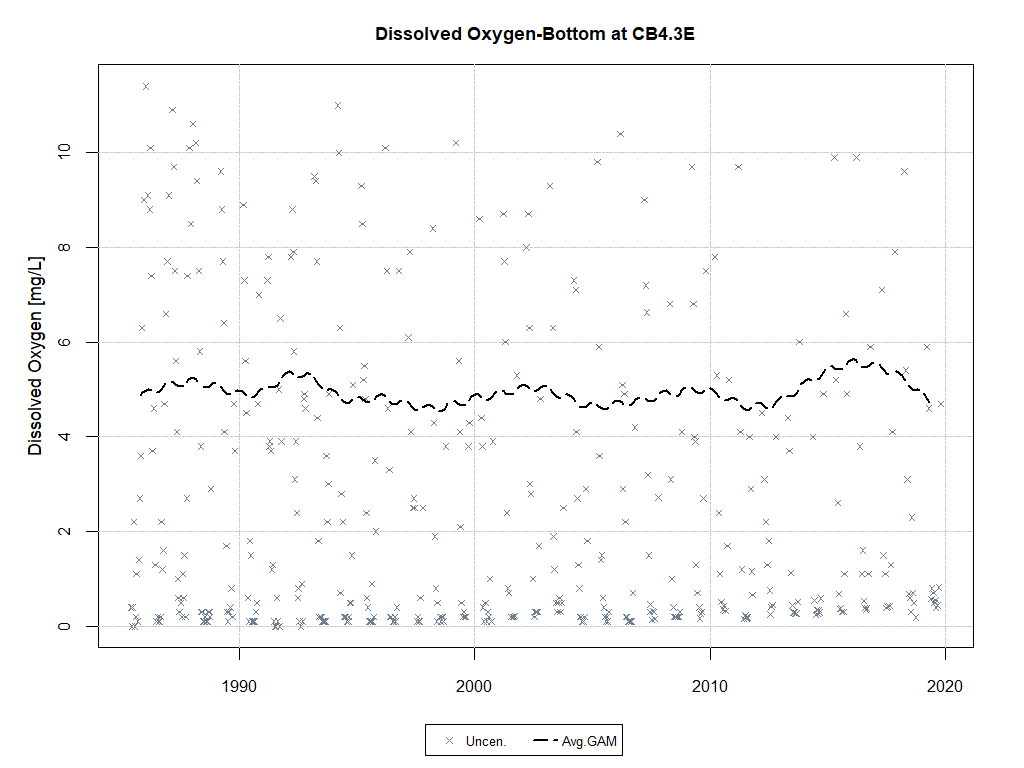 Dissolved Oxygen-Bottom at CB4.3E
Dissolved Oxygen [mg/L]
10
8
6
4
2
0
1990 2000 2010 2020
Uncen. Avg.GAM